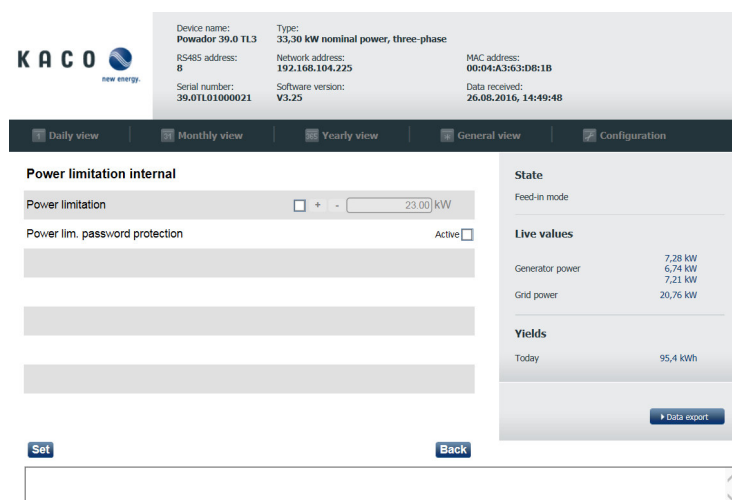 KACO
new energy.
Device name:
Powador 39.0 TL3
Type:
33,30 kW nominal power, three-phase
RS485 address:
8
Network address:
192.168.104.225
MAC address:
00:04:A3:63:D8:1B
Serial number:
39.0TL01000021
Software version:
V3.25
Data received:
26.08.2016, 14:49:48
1 Daily view
31 Monthly view
365 Yearly view
General view
Configuration
Power limitation internal
Power limitation + - 23.00 kW
Power lim. password protection Active
Set
Back
State
Feed-in mode
Live values
Generator power
7,28 kW
6,74 kW
7,21 kW
Grid power 20,76 kW
Yields
Today 95,4 kWh
Data export